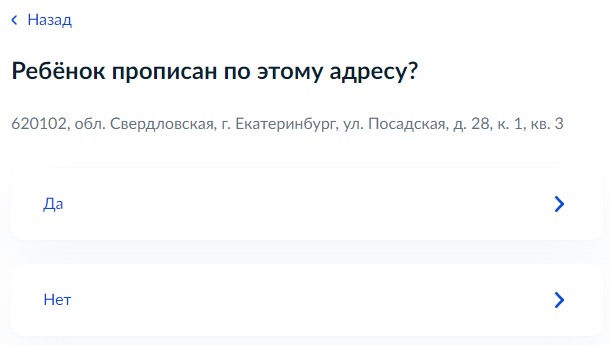 Назад
Ребёнок прописан по этому адресу?
620102, обл. Свердловская, г. Екатеринбург, ул. Посадская, д. 28, к. 1, кв. 3
Да
Нет